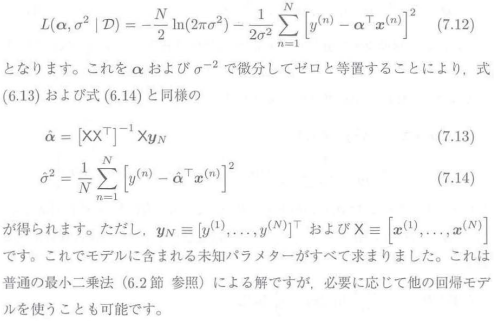 L(α, σ² | 𝒟) = −N/2 ln(2πσ²) − 1/(2σ²) ∑_{n=1}^{N} [y^{(n)} − α^⊤x^{(n)}]² (7.12)
となります。これを α および σ⁻² で微分してゼロと等置することにより，式
(6.13) および式 (6.14) と同様の
α̂ = [XX^⊤]^{−1} Xy_N (7.13)
σ̂² = 1/N ∑_{n=1}^{N} [y^{(n)} − α̂^⊤x^{(n)}]² (7.14)
が得られます。ただし，y_N ≡ [y^{(1)}, …, y^{(N)}]^⊤ および X ≡ [x^{(1)}, …, x^{(N)}]
です。これでモデルに含まれる未知パラメターがすべて求まりました。これは
普通の最小二乗法（6.2節 参照）による解ですが，必要に応じて他の回帰モデ
ルを使うことも可能です。